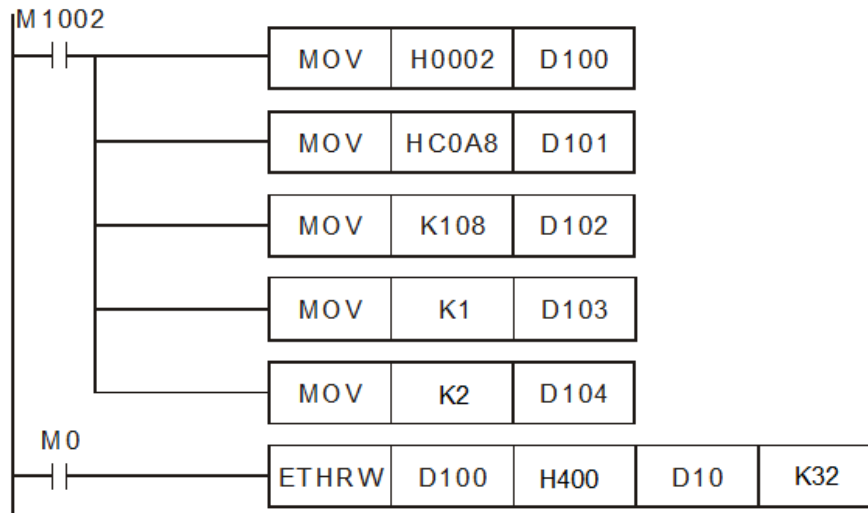 M1002
MOV H0002 D100
MOV HC0A8 D101
MOV K108 D102
MOV K1 D103
MOV K2 D104
M0
ETHRW D100 H400 D10 K32